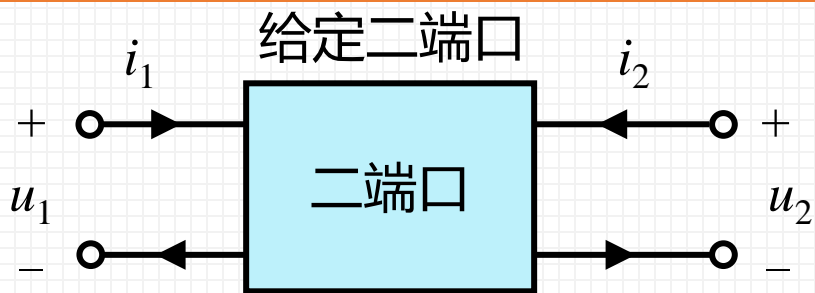 给定二端口
i₁ i₂
+ +
二端口
u₁ u₂
− −